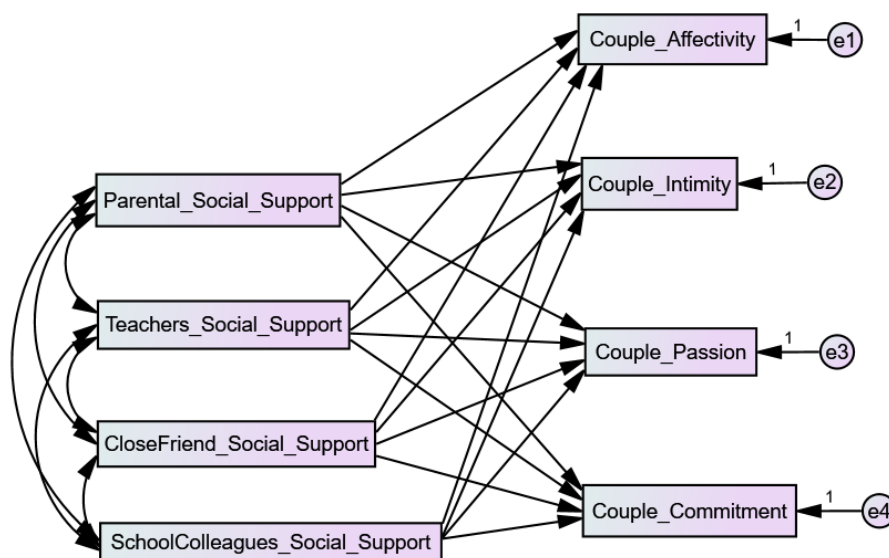 Couple_Affectivity
1
e1
Parental_Social_Support
Couple_Intimity
1
e2
Teachers_Social_Support
Couple_Passion
1
e3
CloseFriend_Social_Support
Couple_Commitment
1
e4
SchoolColleagues_Social_Support